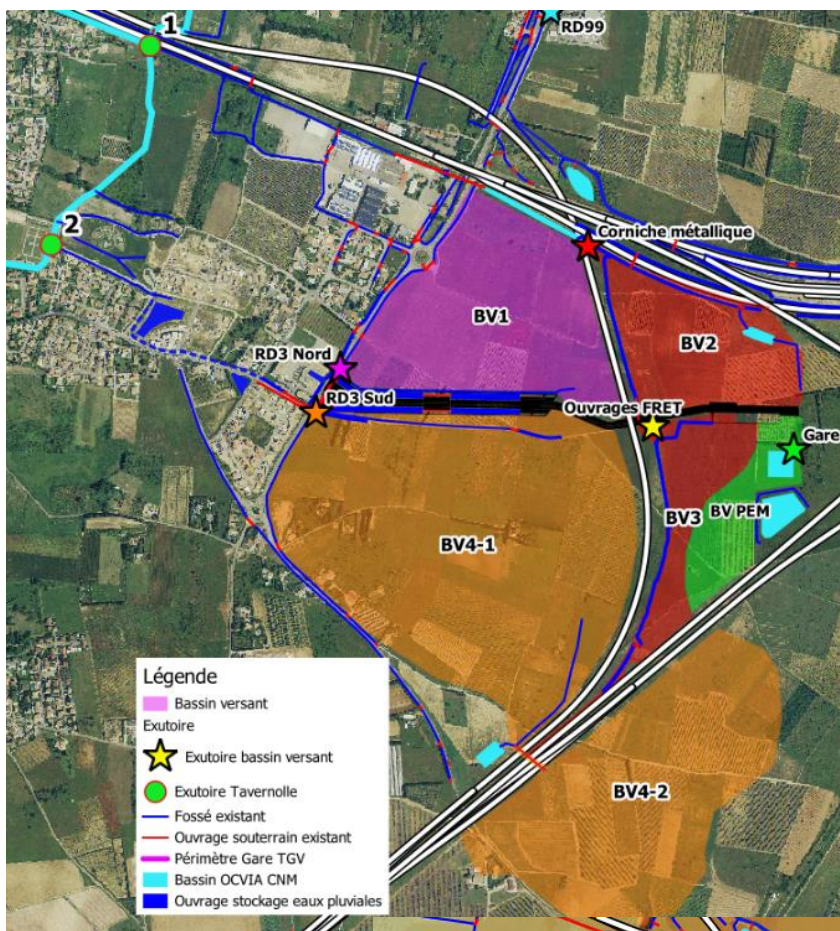 1
RD99
2
Corniche métallique
BV1
BV2
RD3 Nord
RD3 Sud
Ouvrages FRET
Gare
BV3
BV PEM
BV4-1
BV4-2
Légende
Bassin versant
Exutoire
Exutoire bassin versant
Exutoire Tavernolle
Fossé existant
Ouvrage souterrain existant
Périmètre Gare TGV
Bassin OCVIA CNM
Ouvrage stockage eaux pluviales